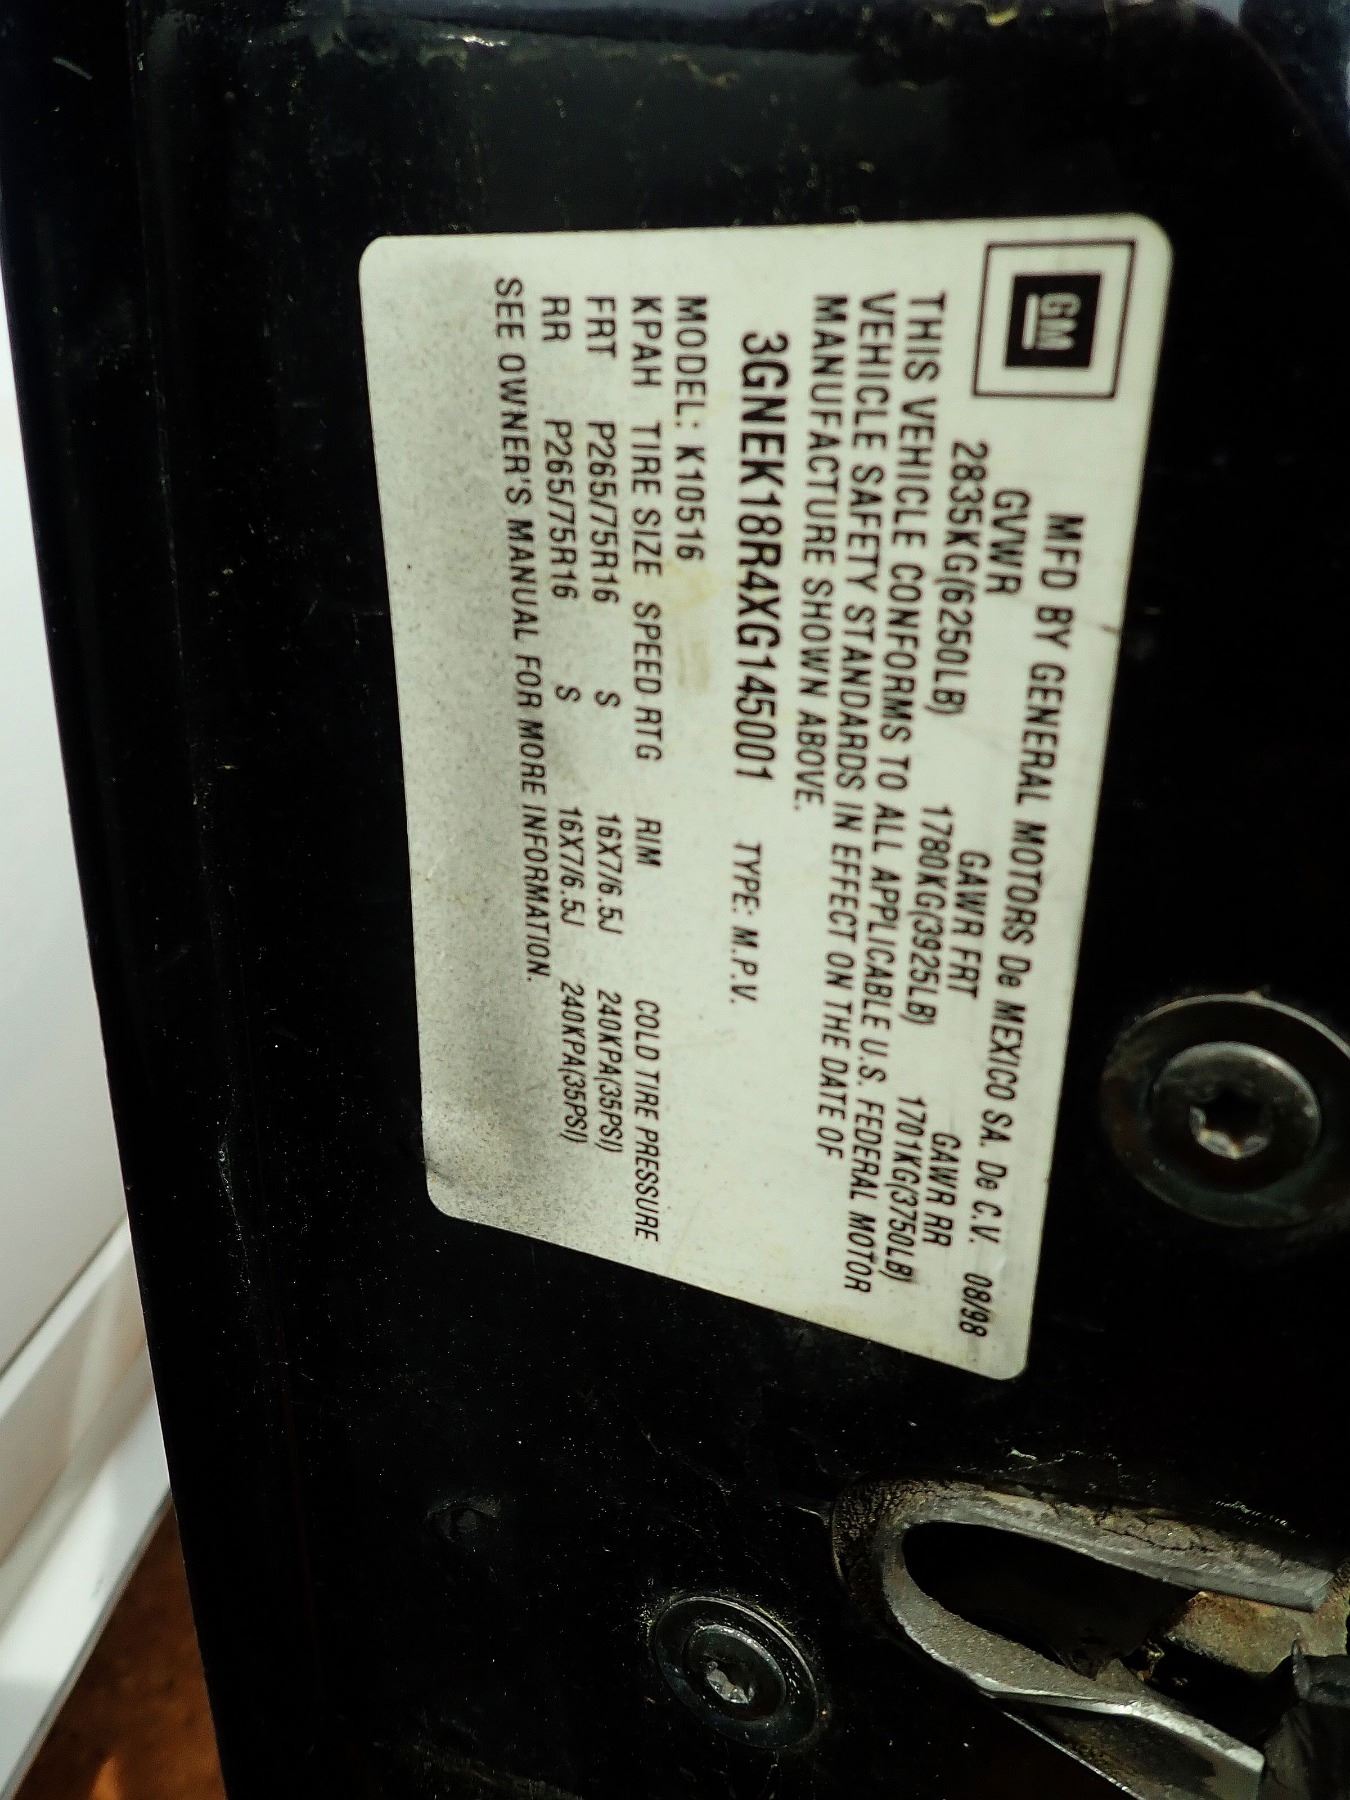 GM
MFD BY GENERAL MOTORS De MEXICO SA. De C.V. 08/98
GVWR GAWR FRT GAWR RR
2835KG(6250LB) 1780KG(3925LB) 1701KG(3750LB)
THIS VEHICLE CONFORMS TO ALL APPLICABLE U.S. FEDERAL MOTOR
VEHICLE SAFETY STANDARDS IN EFFECT ON THE DATE OF
MANUFACTURE SHOWN ABOVE.
3GNEK18R4XG145001 TYPE: M.P.V.
MODEL: K10516
KPAH TIRE SIZE SPEED RTG RIM COLD TIRE PRESSURE
FRT P265/75R16 S 16X7/6.5J 240KPA(35PSI)
RR P265/75R16 S 16X7/6.5J 240KPA(35PSI)
SEE OWNER'S MANUAL FOR MORE INFORMATION.